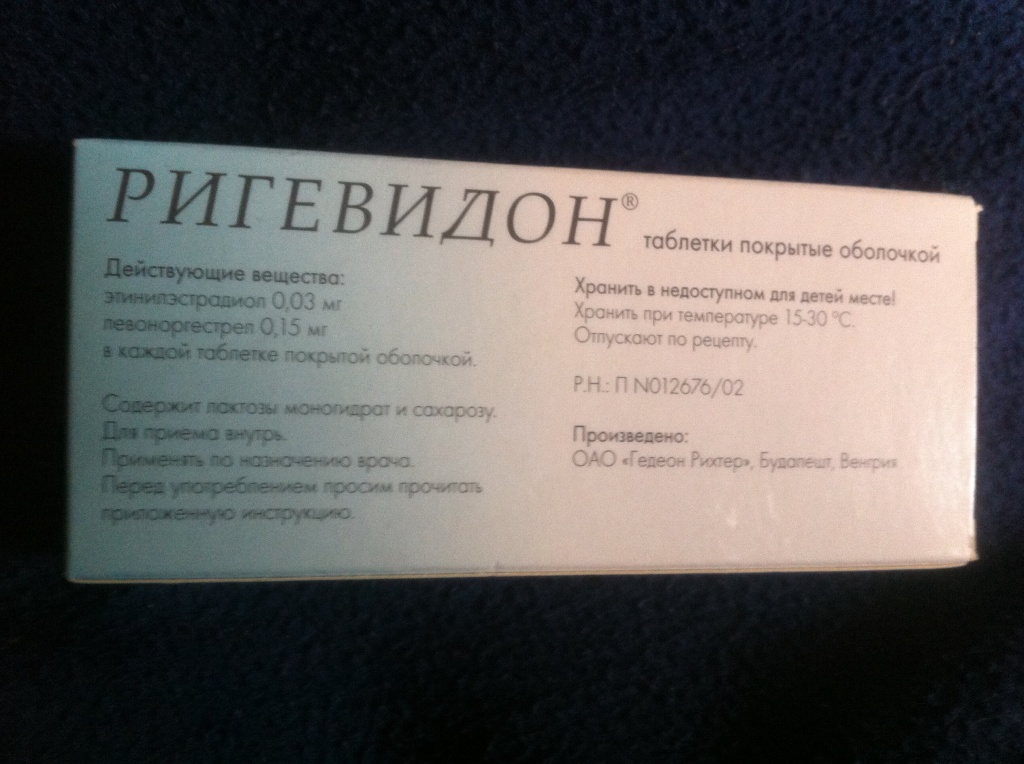 РИГЕВИДОН®
таблетки покрытые оболочкой
Действующие вещества:
этинилэстрадиол 0,03 мг
левоноргестрел 0,15 мг
в каждой таблетке покрытой оболочкой.
Содержит лактозы моногидрат и сахарозу.
Для приема внутрь.
Применять по назначению врача.
Перед употреблением просим прочитать
приложенную инструкцию.
Хранить в недоступном для детей месте!
Хранить при температуре 15-30 °С.
Отпускают по рецепту.
Р.Н.: П N012676/02
Произведено:
ОАО «Гедеон Рихтер», Будапешт, Венгрия